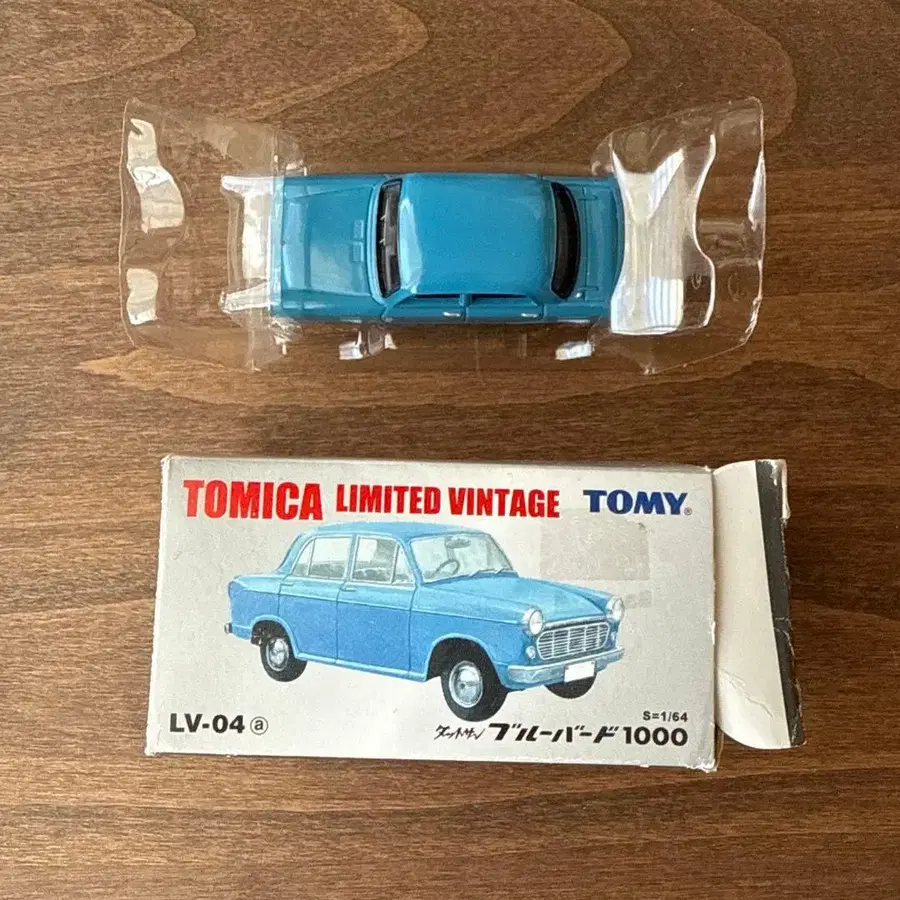 TOMICA LIMITED VINTAGE TOMY®
S=1/64
LV-04 ⓐ ダットサン ブルーバード 1000